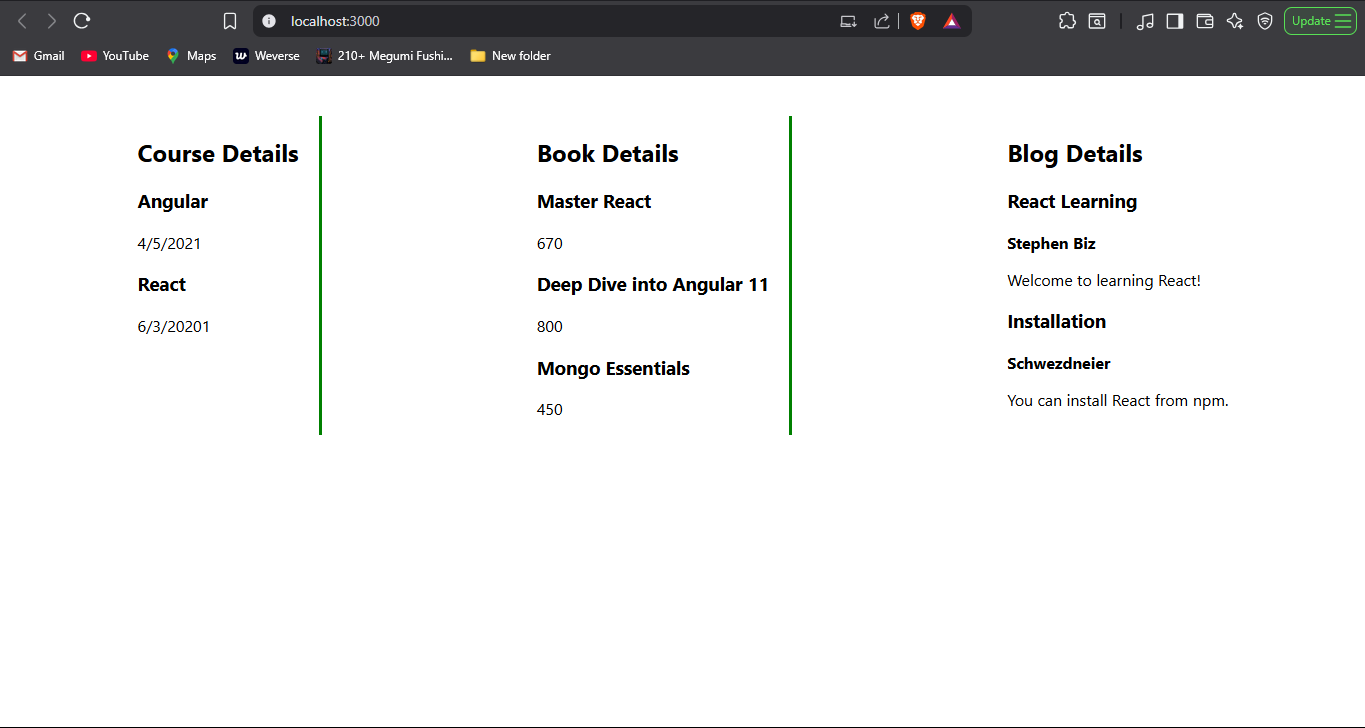 localhost:3000
Update
Gmail
YouTube
Maps
Weverse
210+ Megumi Fushi...
New folder
Course Details
Angular
4/5/2021
React
6/3/20201
Book Details
Master React
670
Deep Dive into Angular 11
800
Mongo Essentials
450
Blog Details
React Learning
Stephen Biz
Welcome to learning React!
Installation
Schwezdneier
You can install React from npm.